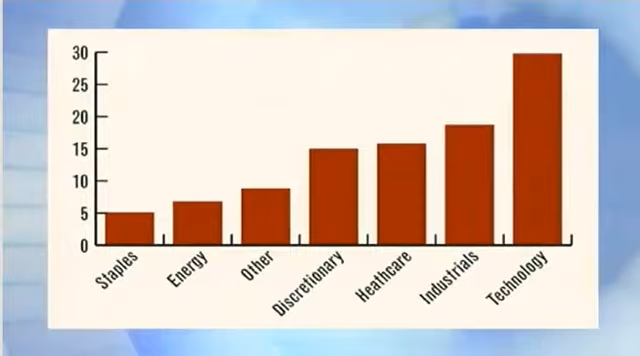 30
25
20
15
10
5
0
Staples
Energy
Other
Discretionary
Heathcare
Industrials
Technology